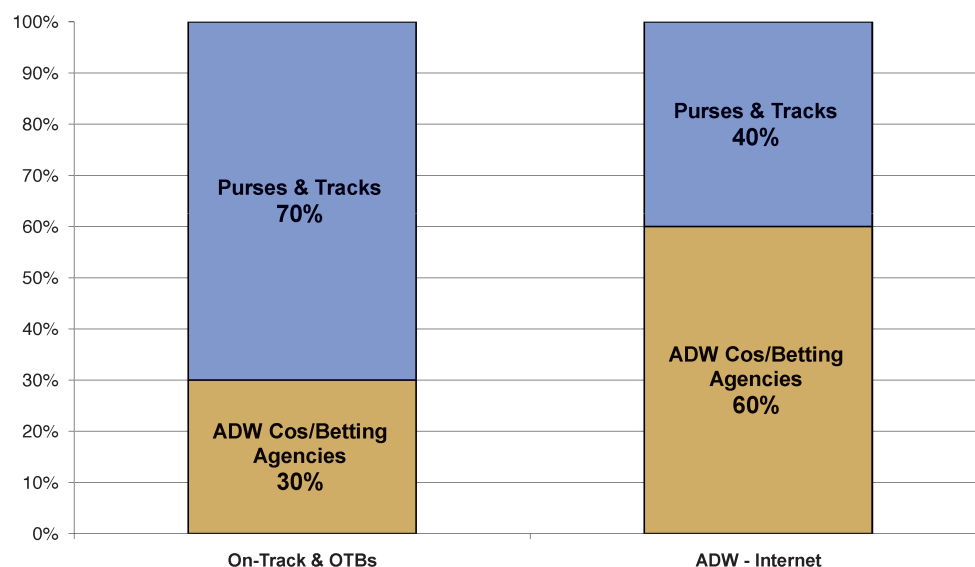 100%
90%
80%
70%
60%
50%
40%
30%
20%
10%
0%
Purses & Tracks
70%
ADW Cos/Betting
Agencies
30%
Purses & Tracks
40%
ADW Cos/Betting
Agencies
60%
On-Track & OTBs
ADW - Internet